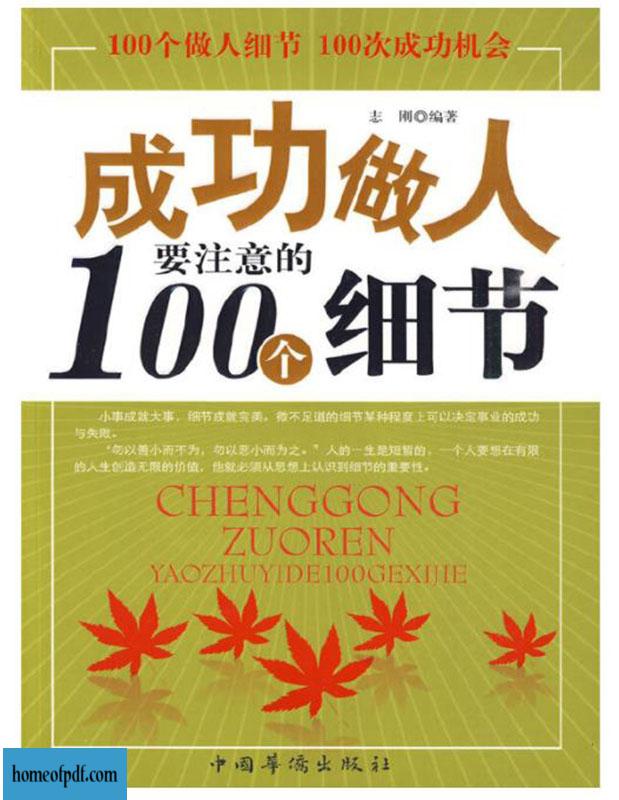 100个做人细节 100次成功机会
志 刚◎编著
成功做人
要注意的
100个细节
小事成就大事，细节成就完美。微不足道的细节某种程度上可以决定事业的成功
与失败。
“勿以善小而不为，勿以恶小而为之。”人的一生是短暂的，一个人要想在有限
的人生创造无限的价值，他就必须从思想上认识到细节的重要性。
CHENGGONG
ZUOREN
YAOZHUYIDE100GEXIJIE
中国华侨出版社
homeofpdf.com